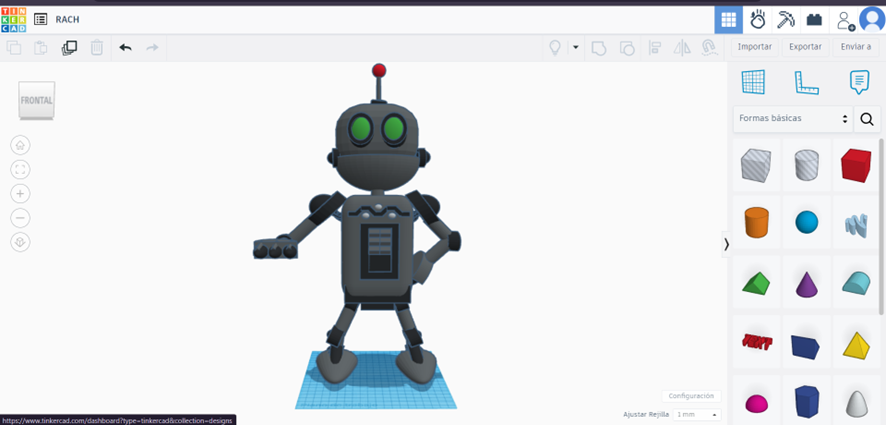 TIN
KER
CAD
RACH
Importar
Exportar
Enviar a
FRONTAL
Formas básicas
Configuración
Ajustar Rejilla
1 mm
https://www.tinkercad.com/dashboard?type=tinkercad&collection=designs